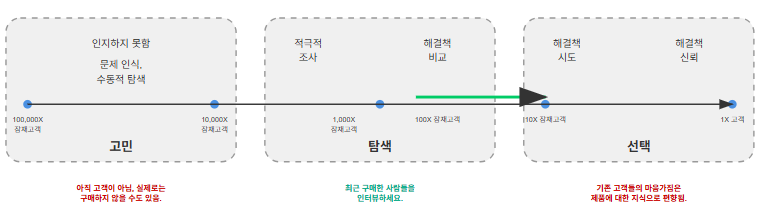 인지하지 못함
문제 인식,
수동적 탐색
100,000X
잠재고객
10,000X
잠재고객
고민
아직 고객이 아님, 실제로는
구매하지 않을 수도 있음.
적극적
조사
해결책
비교
1,000X
잠재고객
100X 잠재고객
탐색
최근 구매한 사람들을
인터뷰하세요.
해결책
시도
해결책
신뢰
10X 잠재고객
1X 고객
선택
기존 고객들의 마음가짐은
제품에 대한 지식으로 편향됨.